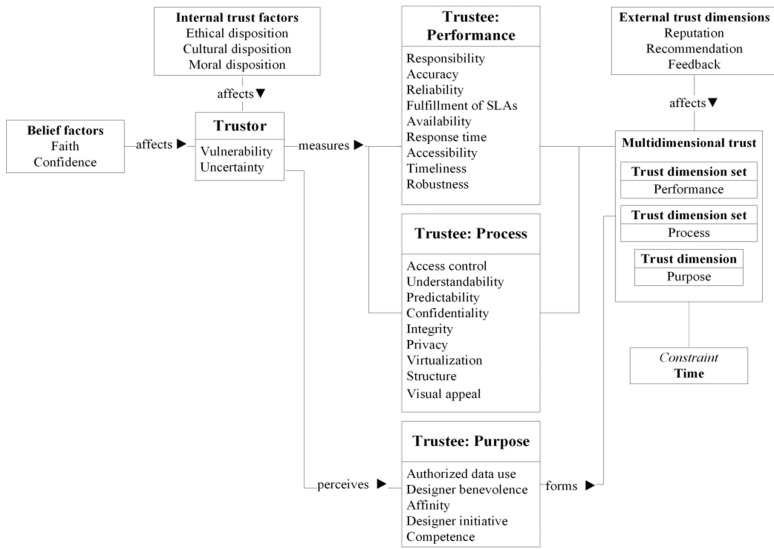 Internal trust factors
Ethical disposition
Cultural disposition
Moral disposition
affects▼
Belief factors
Faith
Confidence
affects ▶
Trustor
Vulnerability
Uncertainty
measures ▶
perceives ▶
Trustee:
Performance
Responsibility
Accuracy
Reliability
Fulfillment of SLAs
Availability
Response time
Accessibility
Timeliness
Robustness
Trustee: Process
Access control
Understandability
Predictability
Confidentiality
Integrity
Privacy
Virtualization
Structure
Visual appeal
Trustee: Purpose
Authorized data use
Designer benevolence
Affinity
Designer initiative
Competence
forms ▶
External trust dimensions
Reputation
Recommendation
Feedback
affects▼
Multidimensional trust
Trust dimension set
Performance
Trust dimension set
Process
Trust dimension
Purpose
Constraint
Time